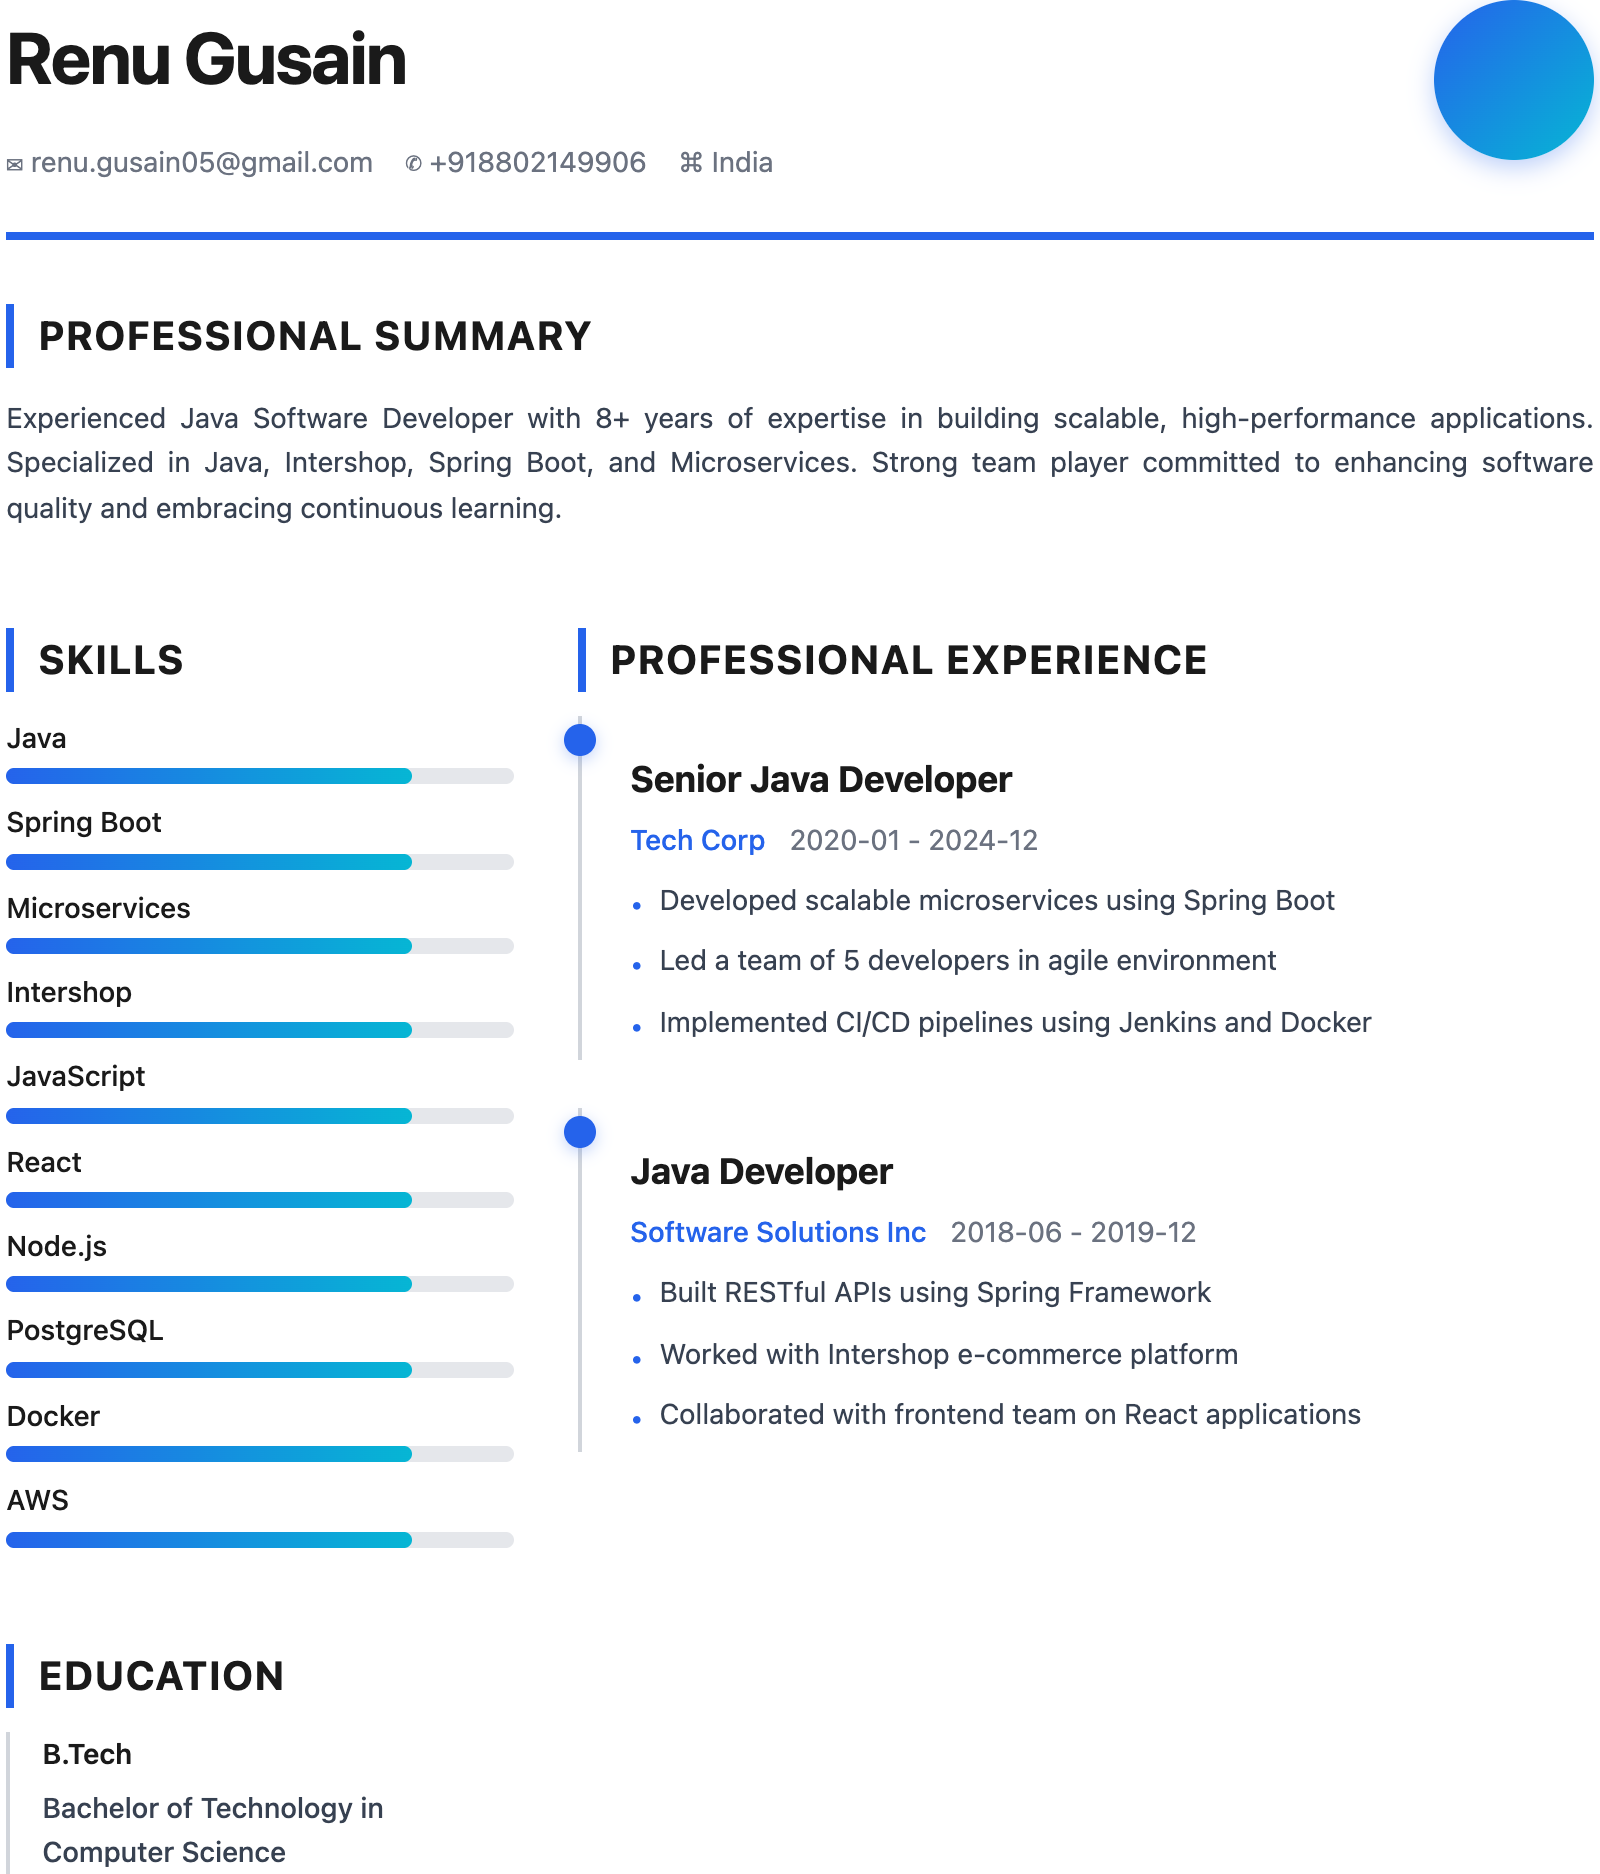 Renu Gusain
✉ renu.gusain05@gmail.com ✆ +918802149906 ⌘ India
PROFESSIONAL SUMMARY
Experienced Java Software Developer with 8+ years of expertise in building scalable, high-performance applications.
Specialized in Java, Intershop, Spring Boot, and Microservices. Strong team player committed to enhancing software
quality and embracing continuous learning.
SKILLS
Java
Spring Boot
Microservices
Intershop
JavaScript
React
Node.js
PostgreSQL
Docker
AWS
PROFESSIONAL EXPERIENCE
Senior Java Developer
Tech Corp 2020-01 - 2024-12
• Developed scalable microservices using Spring Boot
• Led a team of 5 developers in agile environment
• Implemented CI/CD pipelines using Jenkins and Docker
Java Developer
Software Solutions Inc 2018-06 - 2019-12
• Built RESTful APIs using Spring Framework
• Worked with Intershop e-commerce platform
• Collaborated with frontend team on React applications
EDUCATION
B.Tech
Bachelor of Technology in
Computer Science